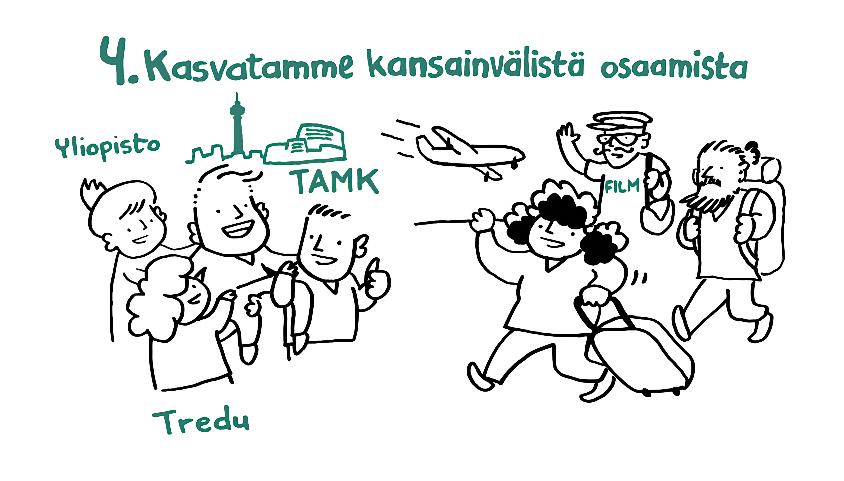 4. Kasvatamme kansainvälistä osaamista
Yliopisto
TAMK
FILM
Tredu